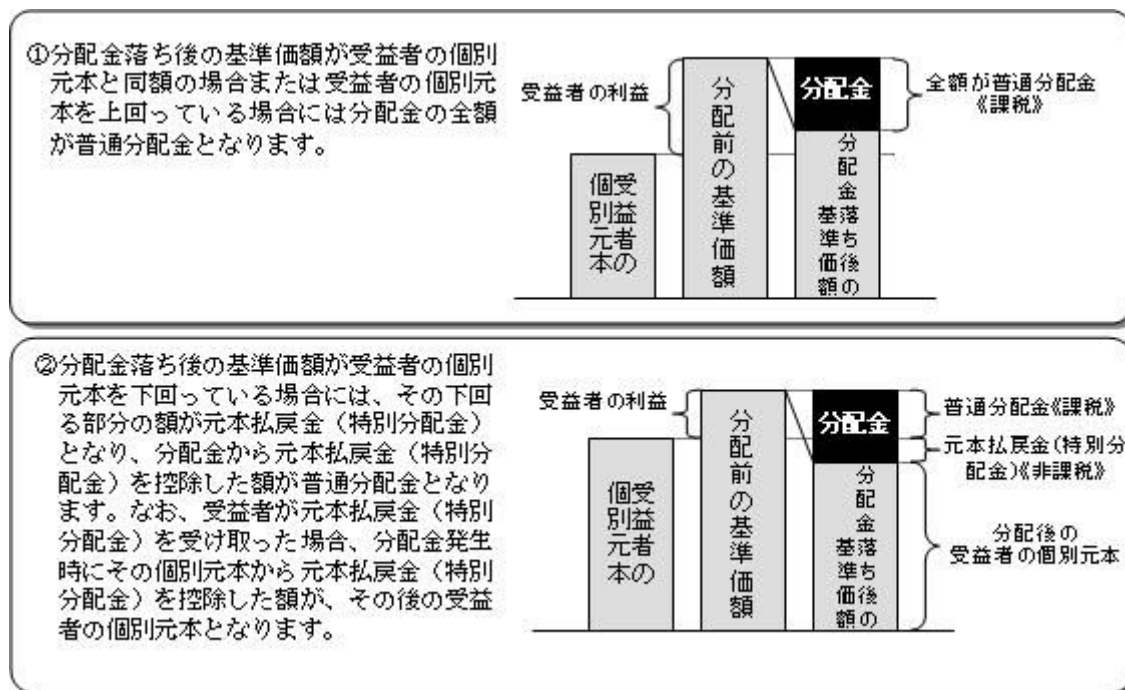 ①分配金落ち後の基準価額が受益者の個別
元本と同額の場合または受益者の個別元
本を上回っている場合には分配金の全額
が普通分配金となります。
受益者の利益
個別元本
受益者の
分配前の基準価額
分配金
分配金落ち後の
基準価額
全額が普通分配金
《課税》
②分配金落ち後の基準価額が受益者の個別
元本を下回っている場合には、その下回
る部分の額が元本払戻金（特別分配金）
となり、分配金から元本払戻金（特別分
配金）を控除した額が普通分配金となり
ます。なお、受益者が元本払戻金（特別
分配金）を受け取った場合、分配金発生
時にその個別元本から元本払戻金（特別
分配金）を控除した額が、その後の受益
者の個別元本となります。
受益者の利益
受益者の
個別元本
分配前の基準価額
分配金
分配金落ち後の
基準価額
普通分配金《課税》
元本払戻金(特別分
配金)《非課税》
分配後の
受益者の個別元本